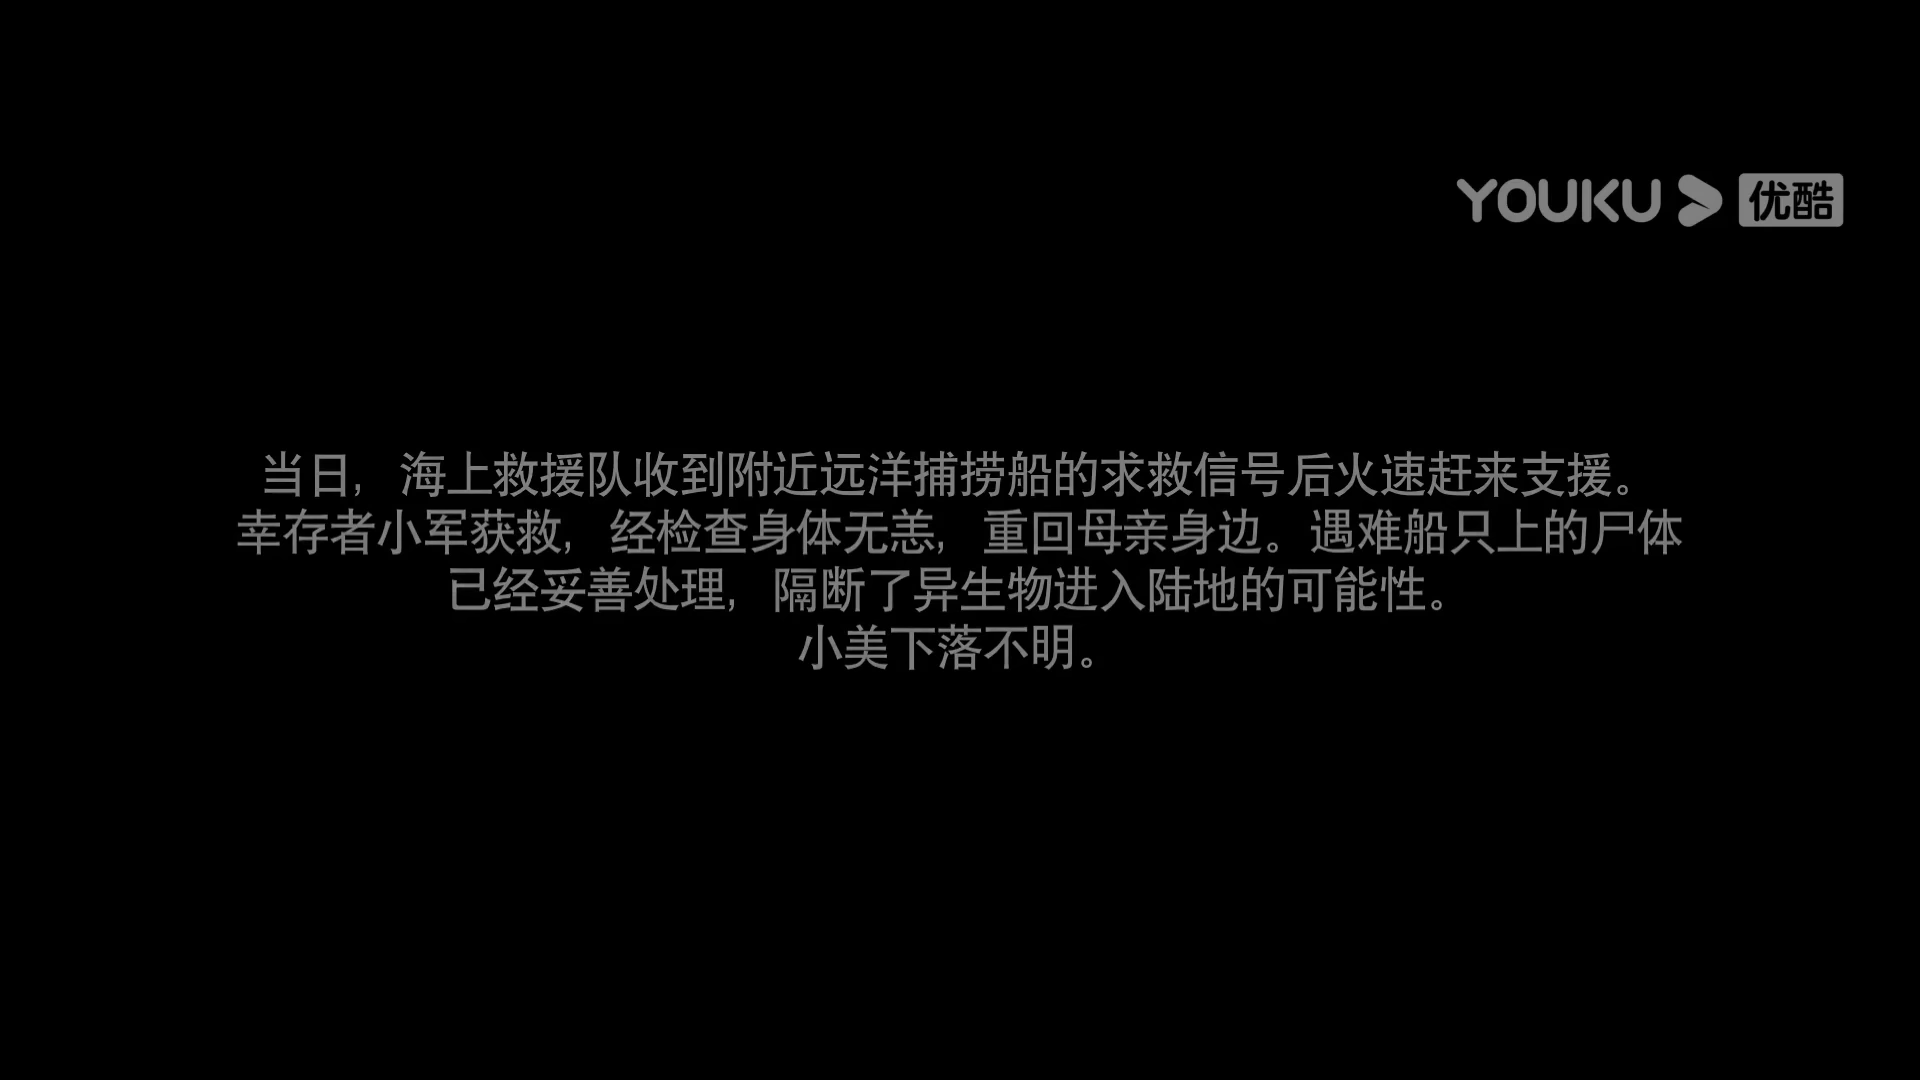 YOUKU 优酷
当日，海上救援队收到附近远洋捕捞船的求救信号后火速赶来支援。
幸存者小军获救，经检查身体无恙，重回母亲身边。遇难船只上的尸体
已经妥善处理，隔断了异生物进入陆地的可能性。
小美下落不明。